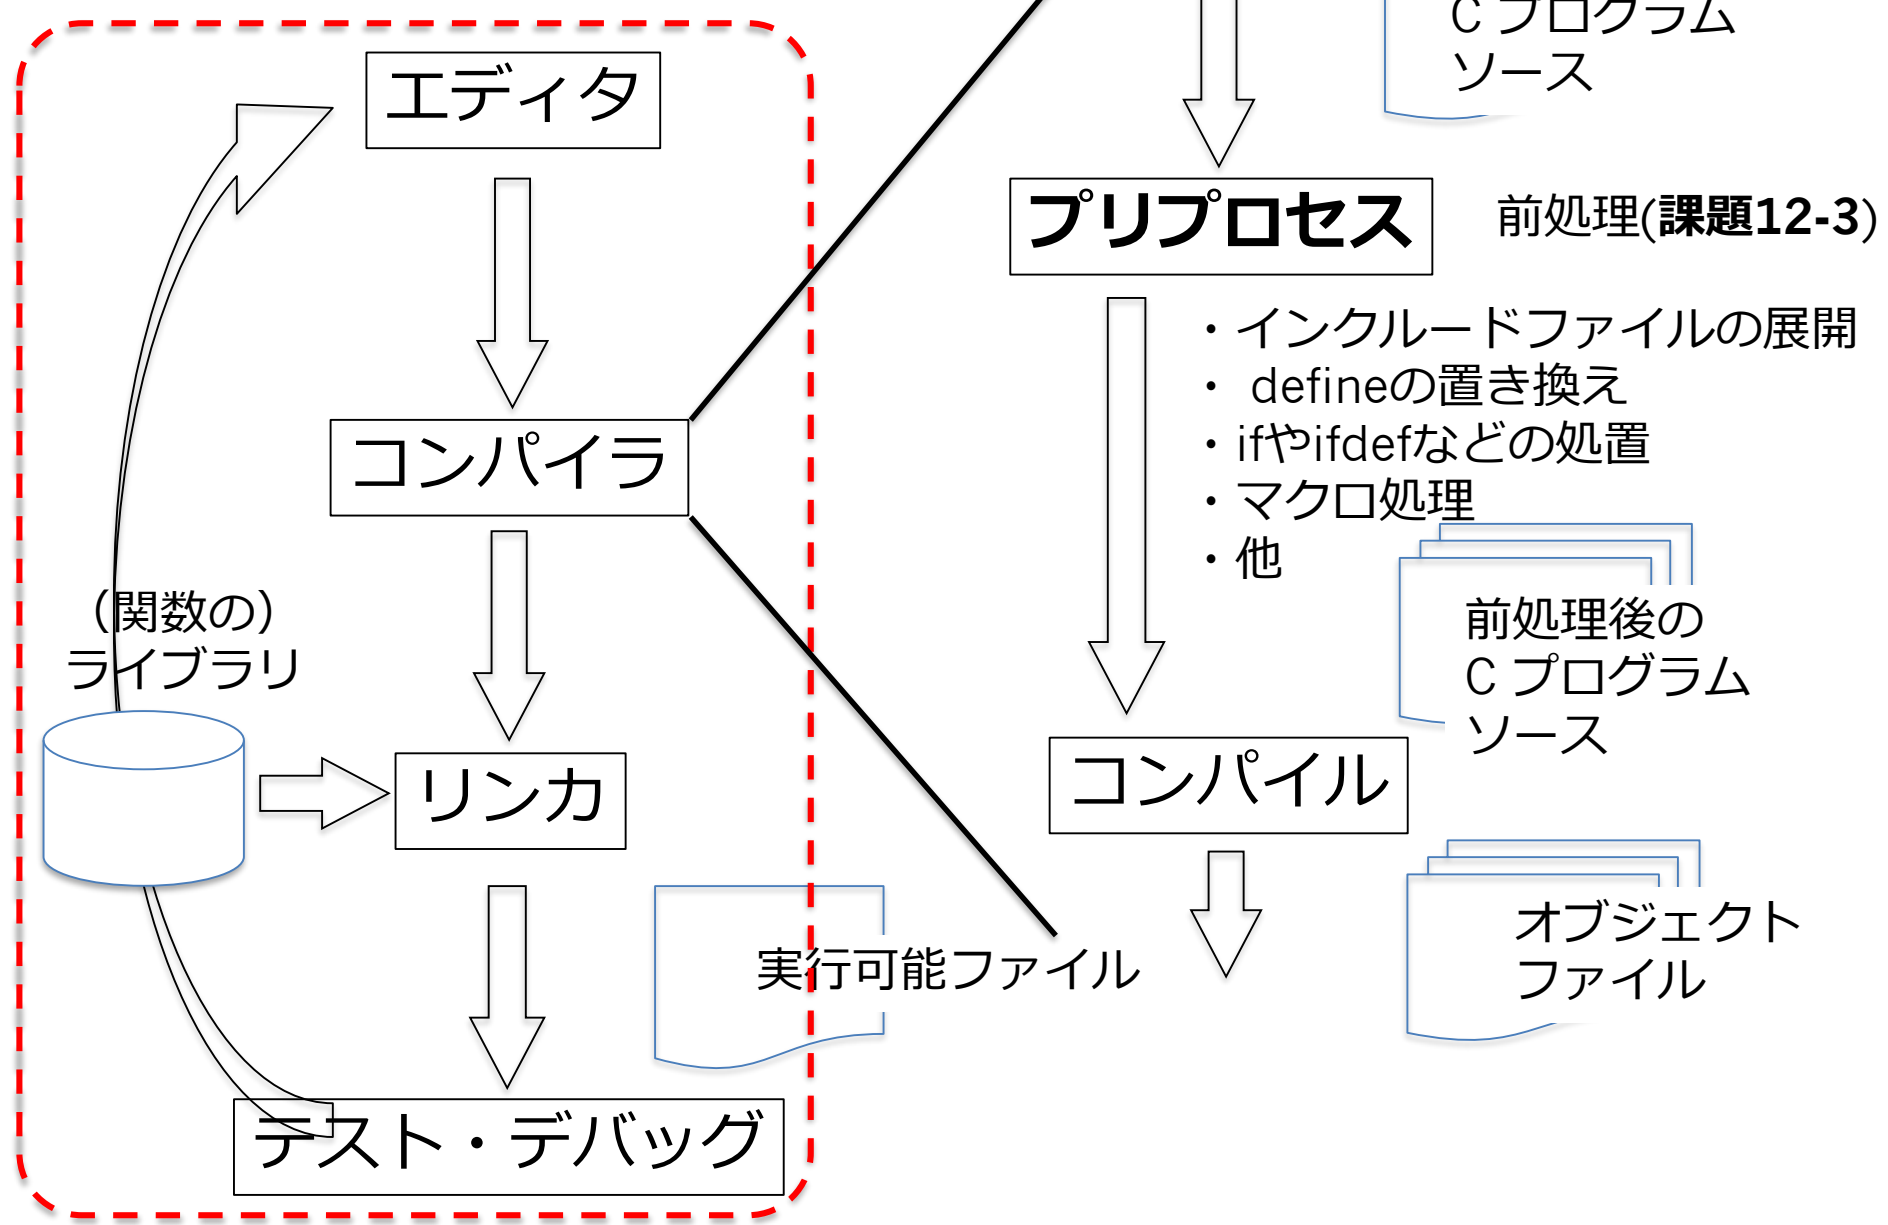 エディタ
コンパイラ
（関数の）
ライブラリ
リンカ
実行可能ファイル
テスト・デバッグ
C プログラム
ソース
プリプロセス
前処理(課題12-3)
・インクルードファイルの展開
・ defineの置き換え
・ifやifdefなどの処置
・マクロ処理
・他
前処理後の
C プログラム
ソース
コンパイル
オブジェクト
ファイル